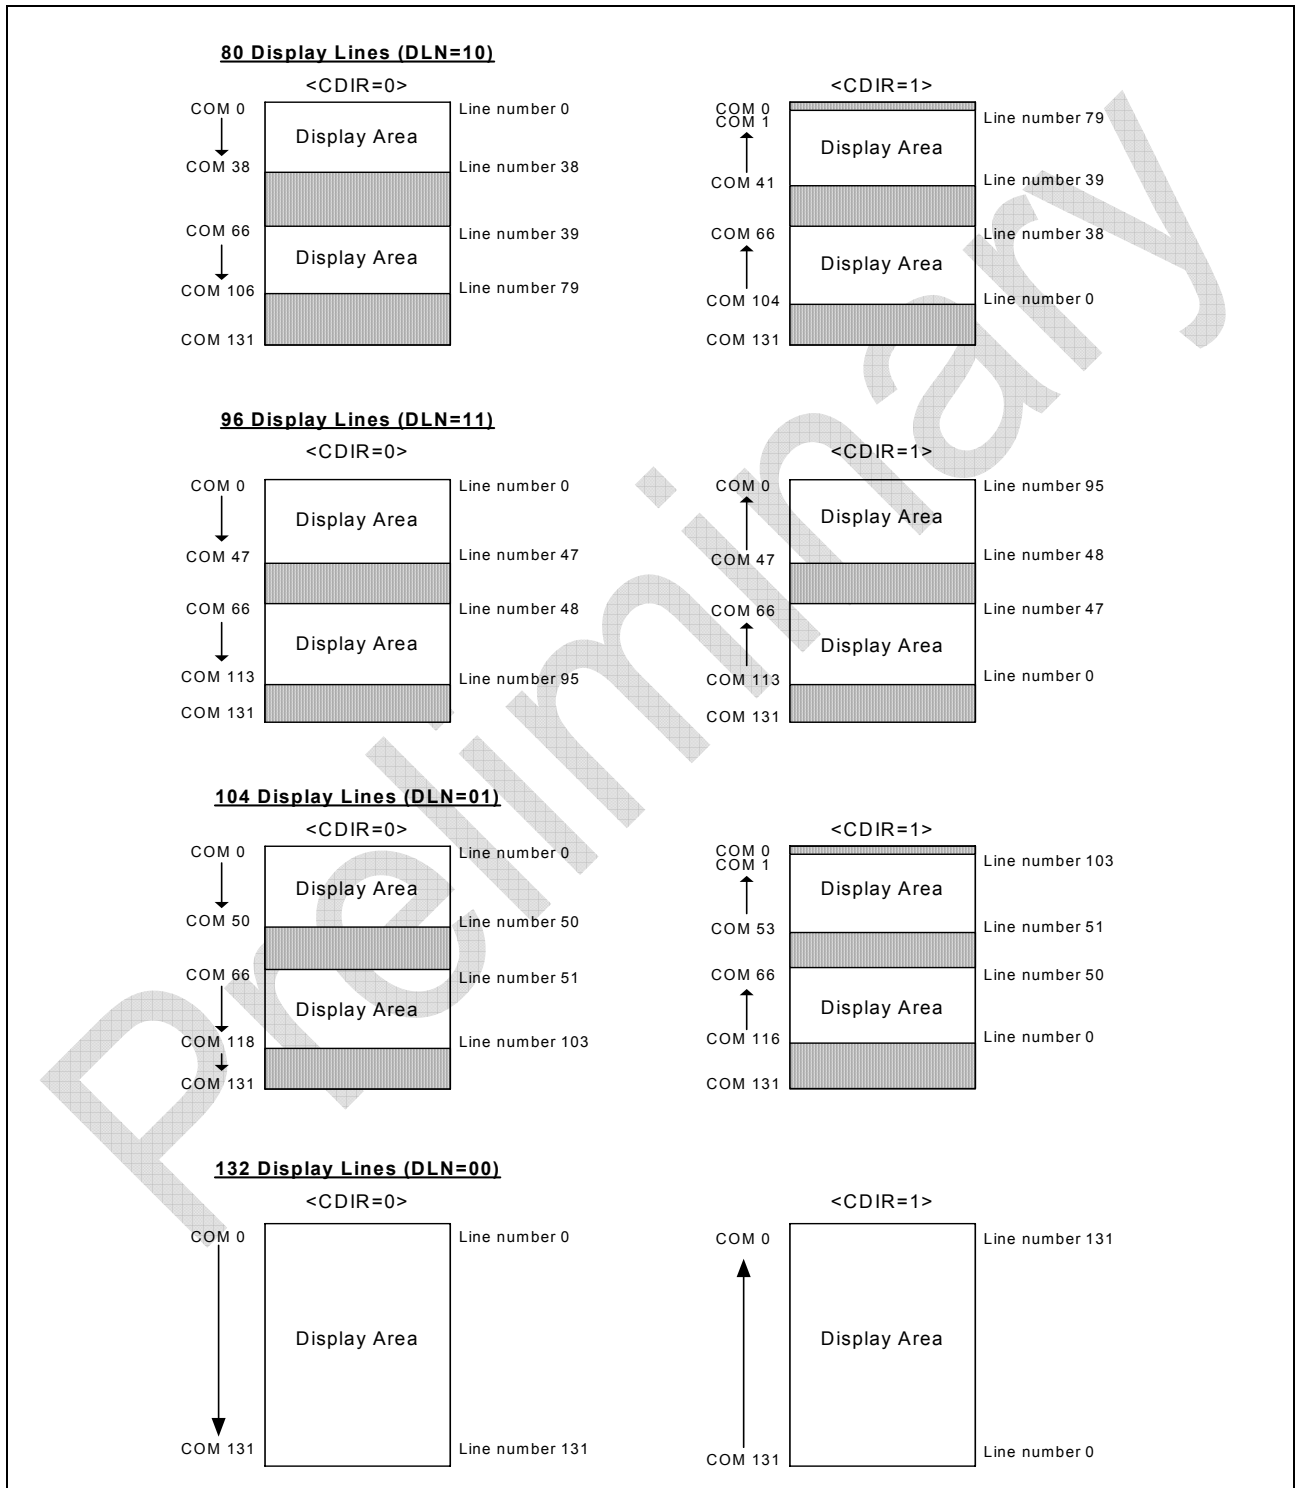 80 Display Lines (DLN=10)
<CDIR=0>
COM 0
Line number 0
Display Area
COM 38
Line number 38
COM 66
Line number 39
Display Area
COM 106
Line number 79
COM 131
<CDIR=1>
COM 0
COM 1
Line number 79
Display Area
COM 41
Line number 39
COM 66
Line number 38
Display Area
COM 104
Line number 0
COM 131
96 Display Lines (DLN=11)
<CDIR=0>
COM 0
Line number 0
Display Area
COM 47
Line number 47
COM 66
Line number 48
Display Area
COM 113
Line number 95
COM 131
<CDIR=1>
COM 0
Line number 95
Display Area
COM 47
Line number 48
COM 66
Line number 47
Display Area
COM 113
Line number 0
COM 131
104 Display Lines (DLN=01)
<CDIR=0>
COM 0
Line number 0
Display Area
COM 50
Line number 50
COM 66
Line number 51
Display Area
COM 118
Line number 103
COM 131
<CDIR=1>
COM 0
COM 1
Line number 103
Display Area
COM 53
Line number 51
COM 66
Line number 50
Display Area
COM 116
Line number 0
COM 131
132 Display Lines (DLN=00)
<CDIR=0>
COM 0
Line number 0
Display Area
COM 131
Line number 131
<CDIR=1>
COM 0
Line number 131
Display Area
COM 131
Line number 0
Preliminary